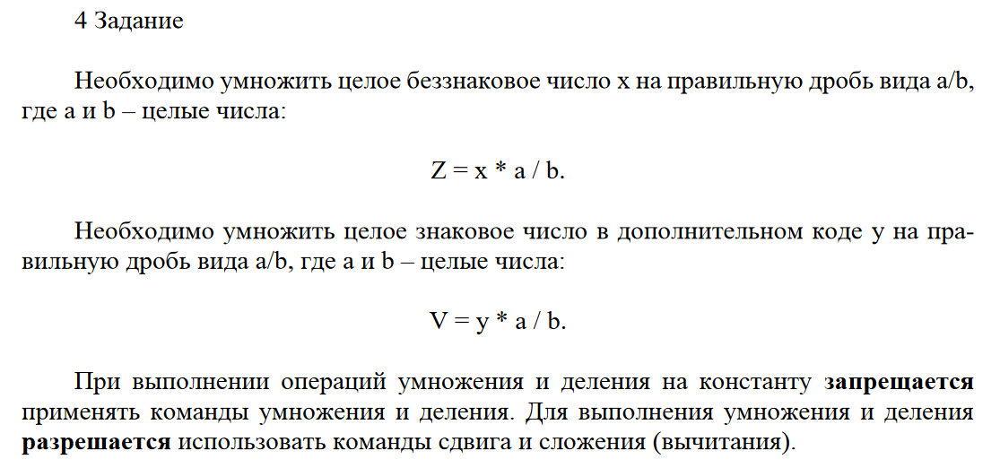 4 Задание
Необходимо умножить целое беззнаковое число x на правильную дробь вида a/b,
где a и b – целые числа:
Z = x * a / b.
Необходимо умножить целое знаковое число в дополнительном коде y на пра-
вильную дробь вида a/b, где a и b – целые числа:
V = y * a / b.
При выполнении операций умножения и деления на константу запрещается
применять команды умножения и деления. Для выполнения умножения и деления
разрешается использовать команды сдвига и сложения (вычитания).